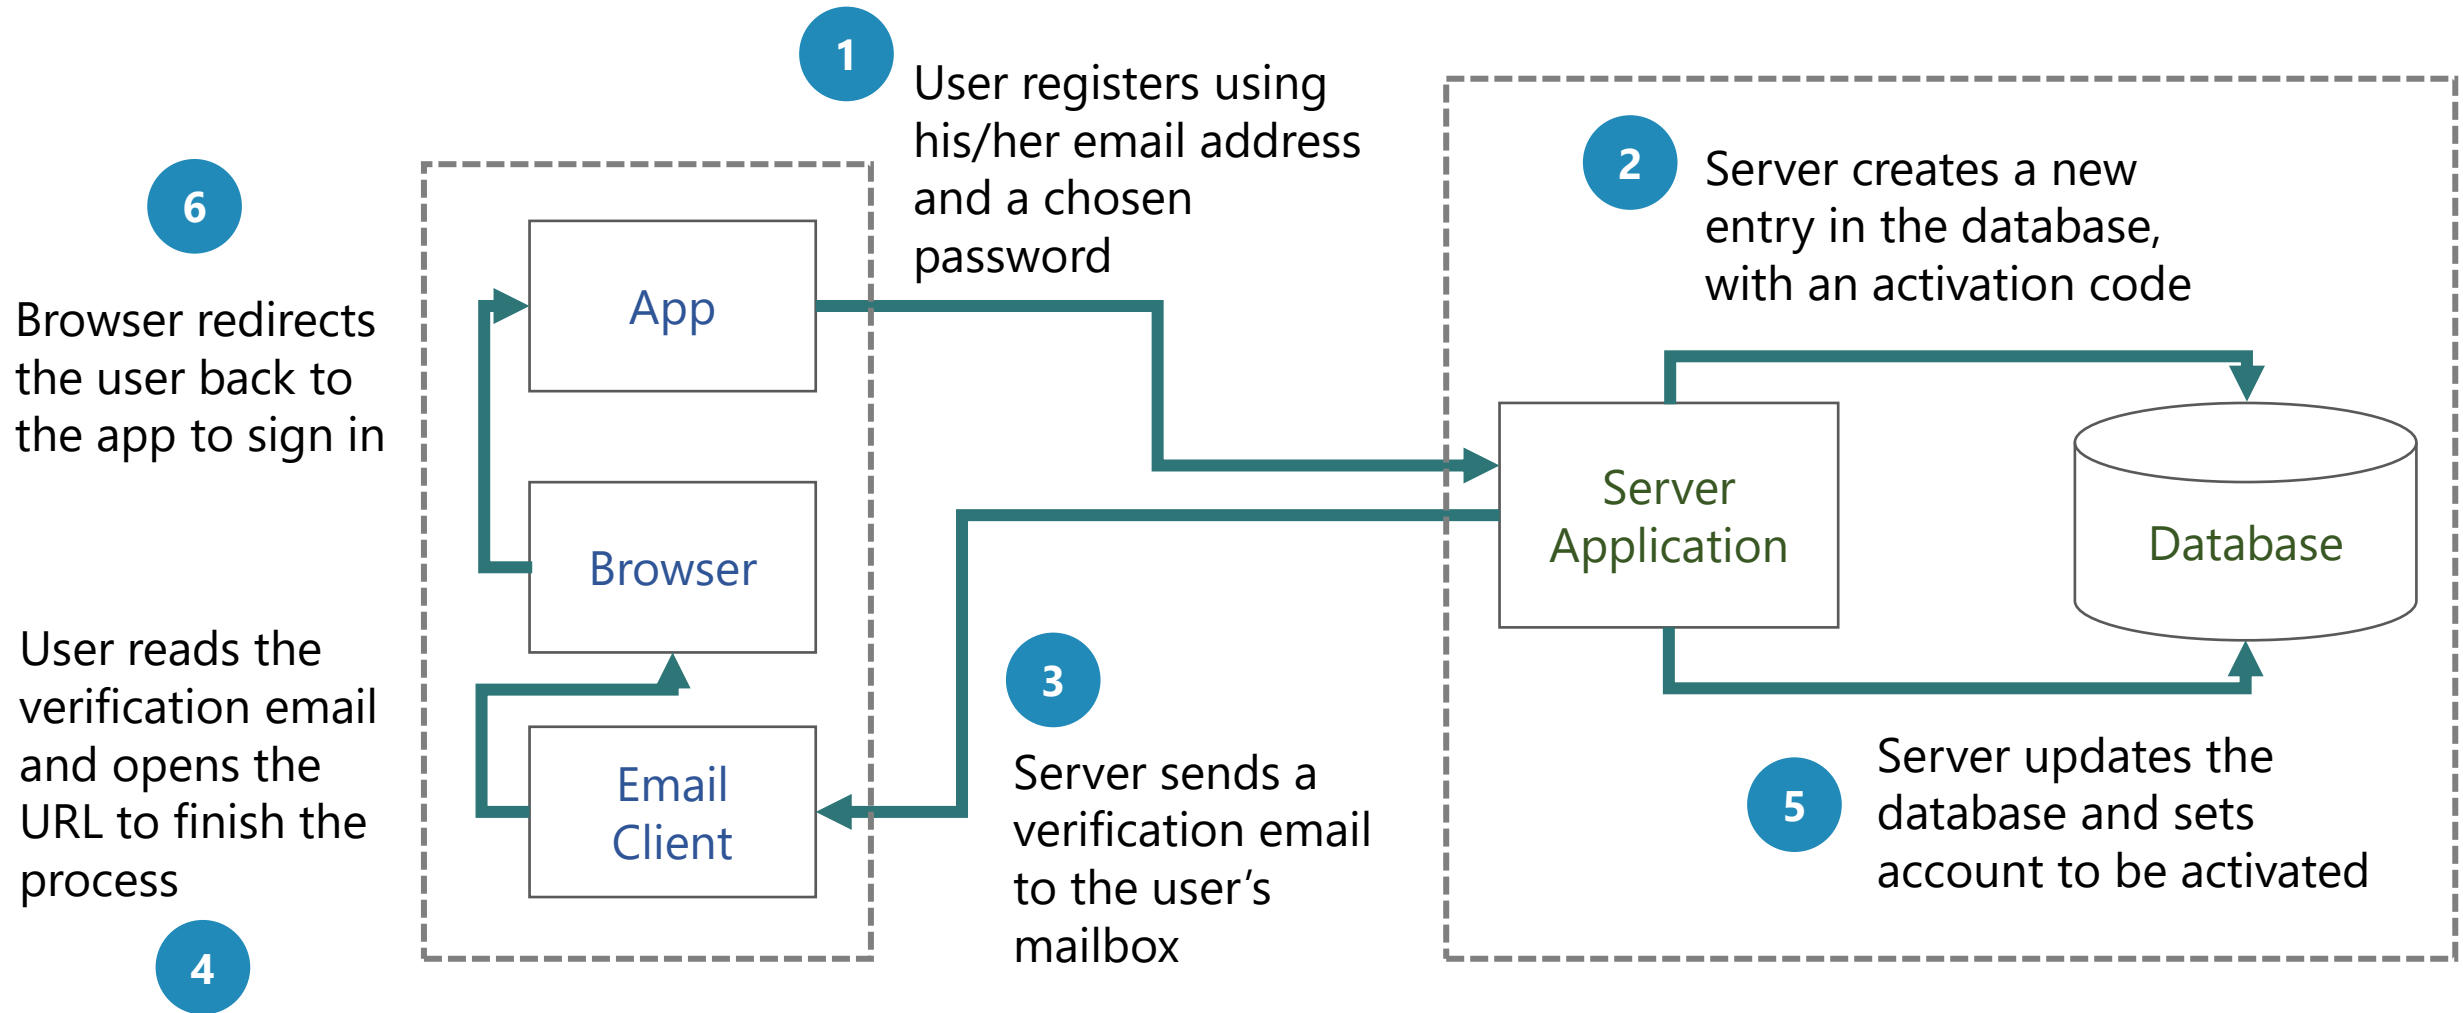 1
User registers using
his/her email address
and a chosen
password
2
Server creates a new
entry in the database,
with an activation code
6
Browser redirects
the user back to
the app to sign in
App
Browser
Email
Client
Server
Application
Database
User reads the
verification email
and opens the
URL to finish the
process
4
3
Server sends a
verification email
to the user’s
mailbox
5
Server updates the
database and sets
account to be activated